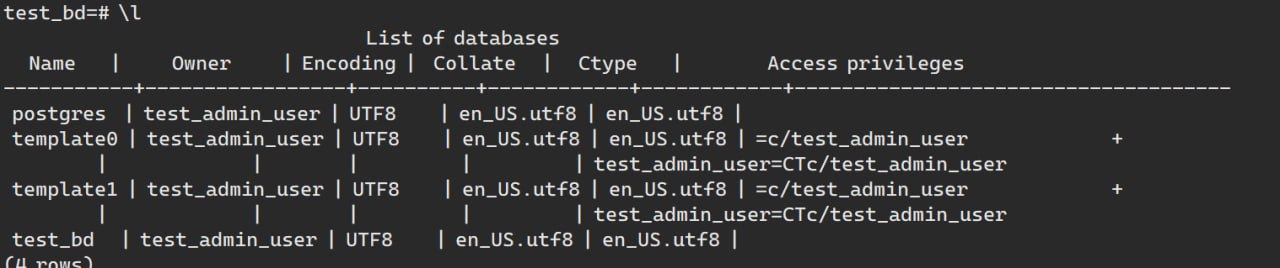 test_bd=# \l
List of databases
Name | Owner | Encoding | Collate | Ctype | Access privileges
-----------+-----------------+----------+------------+------------+-------------------------------------
postgres | test_admin_user | UTF8 | en_US.utf8 | en_US.utf8 |
template0 | test_admin_user | UTF8 | en_US.utf8 | en_US.utf8 | =c/test_admin_user +
| | | | | test_admin_user=CTc/test_admin_user
template1 | test_admin_user | UTF8 | en_US.utf8 | en_US.utf8 | =c/test_admin_user +
| | | | | test_admin_user=CTc/test_admin_user
test_bd | test_admin_user | UTF8 | en_US.utf8 | en_US.utf8 |
(4 rows)